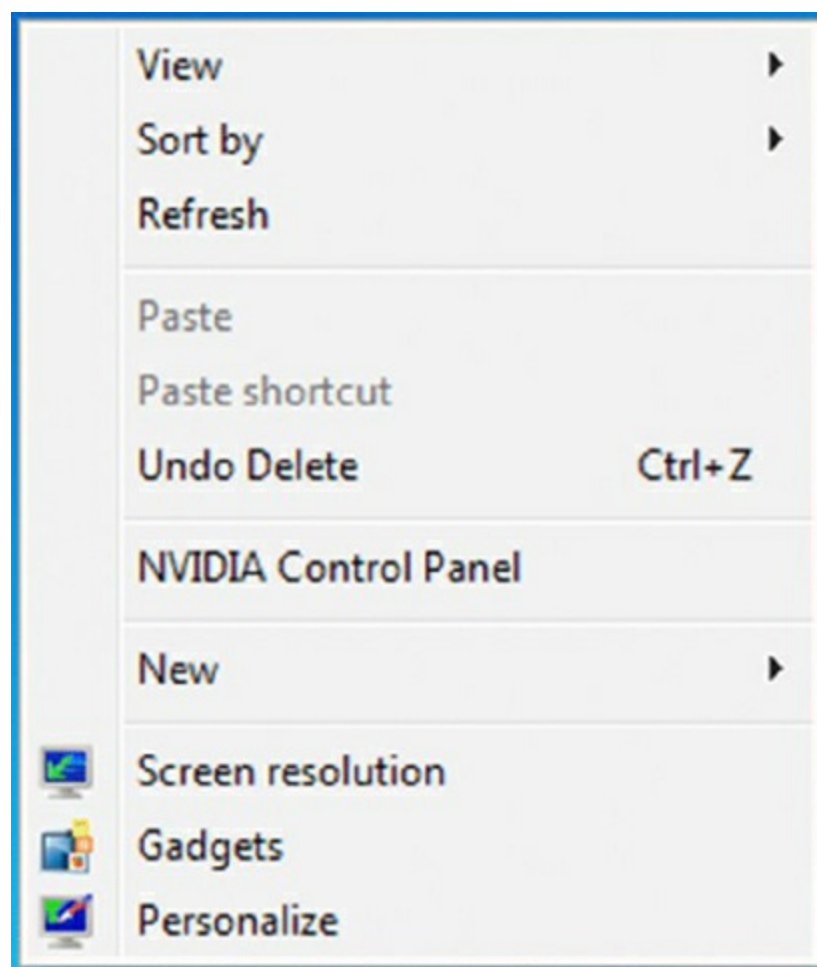 View
Sort by
Refresh
Paste
Paste shortcut
Undo Delete Ctrl+Z
NVIDIA Control Panel
New
Screen resolution
Gadgets
Personalize